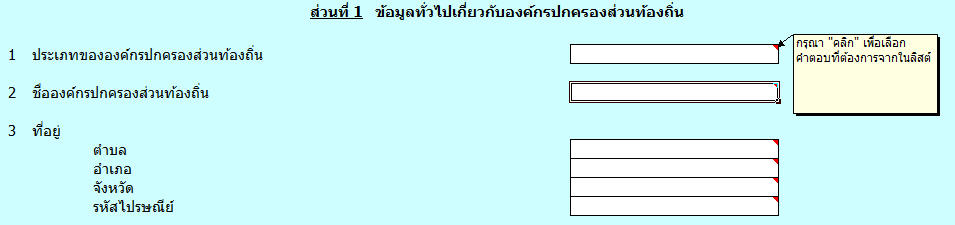 ส่วนที่ 1 ข้อมูลทั่วไปเกี่ยวกับองค์กรปกครองส่วนท้องถิ่น
1 ประเภทขององค์กรปกครองส่วนท้องถิ่น
กรุณา "คลิก" เพื่อเลือก
คำตอบที่ต้องการจากในลิสต์
2 ชื่อองค์กรปกครองส่วนท้องถิ่น
3 ที่อยู่
ตำบล
อำเภอ
จังหวัด
รหัสไปรษณีย์